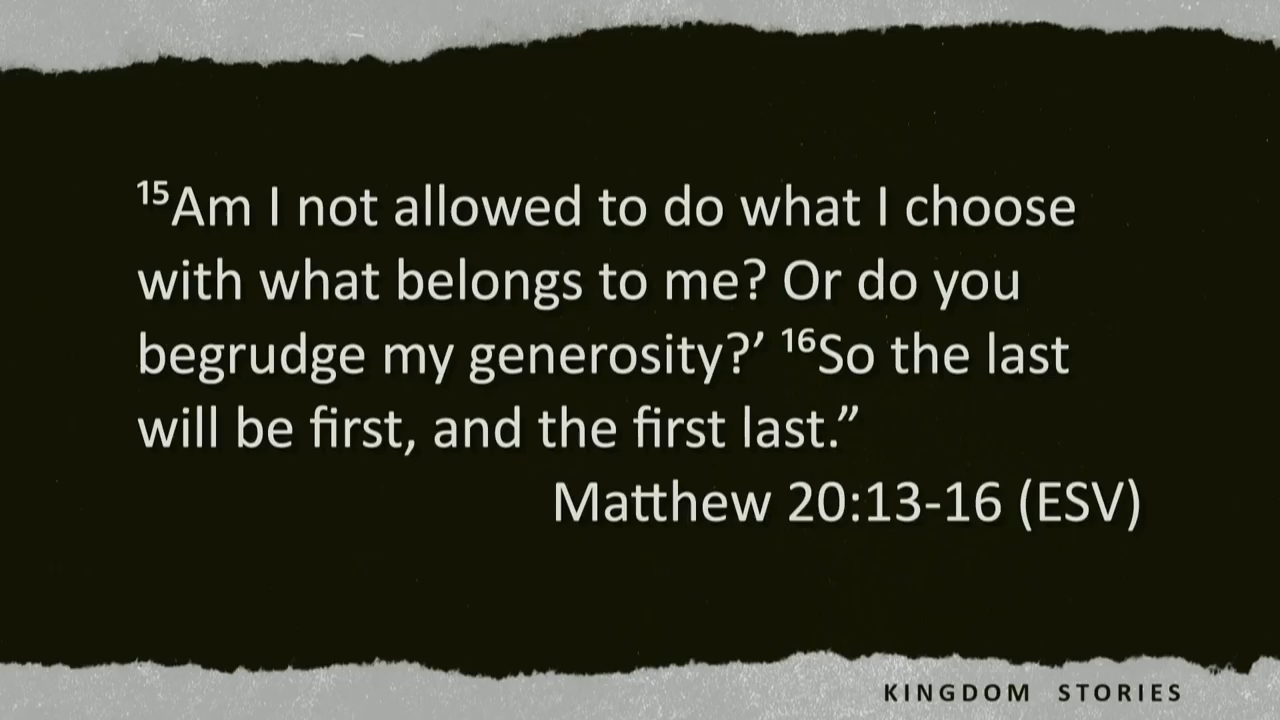 ¹⁵Am I not allowed to do what I choose
with what belongs to me? Or do you
begrudge my generosity?’ ¹⁶So the last
will be first, and the first last.”
Matthew 20:13-16 (ESV)
KINGDOM STORIES